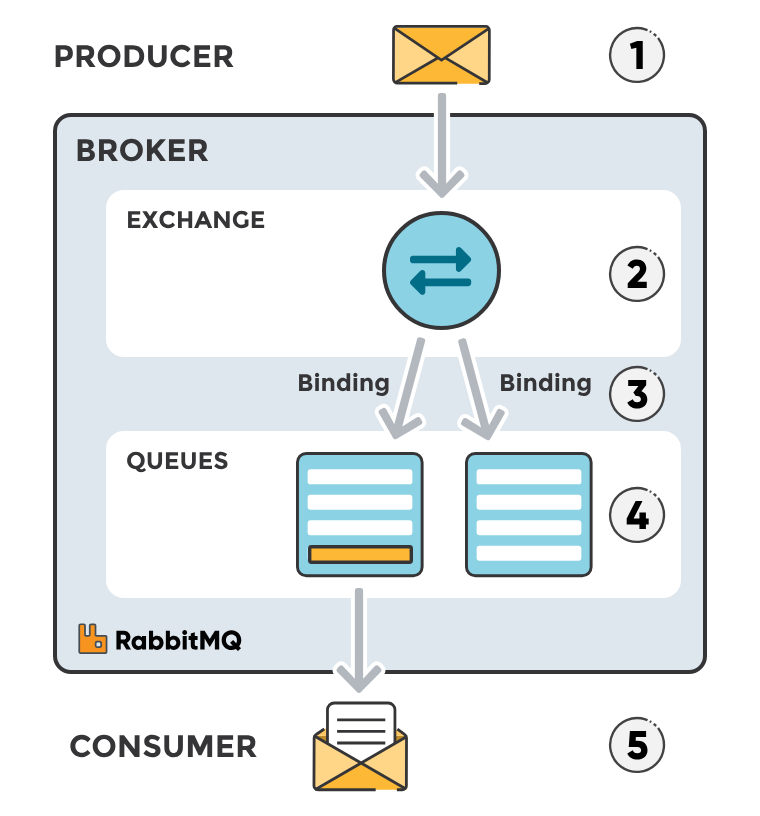 PRODUCER
1
BROKER
EXCHANGE
2
Binding
Binding
3
QUEUES
4
RabbitMQ
CONSUMER
5